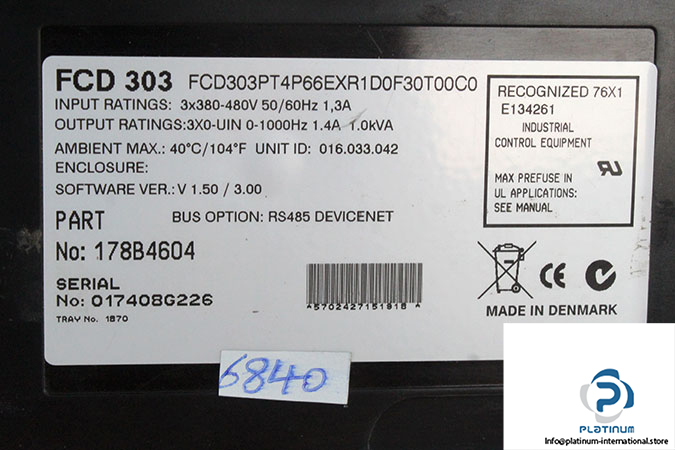 FCD 303 FCD303PT4P66EXR1D0F30T00C0
INPUT RATINGS: 3x380-480V 50/60Hz 1,3A
OUTPUT RATINGS:3X0-UIN 0-1000Hz 1.4A 1.0kVA
AMBIENT MAX.: 40°C/104°F UNIT ID: 016.033.042
ENCLOSURE:
SOFTWARE VER.: V 1.50 / 3.00
BUS OPTION: RS485 DEVICENET
PART
No: 178B4604
SERIAL
No: 017408G226
TRAY No. 1870
A5702427151918A
RECOGNIZED 76X1
E134261
INDUSTRIAL
CONTROL EQUIPMENT
MAX PREFUSE IN
UL APPLICATIONS:
SEE MANUAL
CE
MADE IN DENMARK
6840
PLATINUM
Info@platinum-international.store